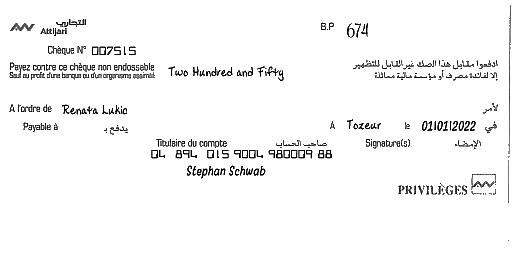 التجاري
Attijari
B.P 674
Chèque N° 007515
Payez contre ce chèque non endossable
Sauf au profit d'une banque ou d'un organisme assimilé
Two Hundred and Fifty
ادفعوا مقابل هذا الصك غير القابل للتظهير
إلا لفائدة مصرف أو مؤسسة مالية مماثلة
A l'ordre de Renata Lukic لأمر
Payable à يدفع بـ
A Tozeur le 01/01/2022 في
Titulaire du compte صاحب الحساب Signature(s) الإمضاء
04 894 015 9004 980009 88
Stephan Schwab
PRIVILÈGES